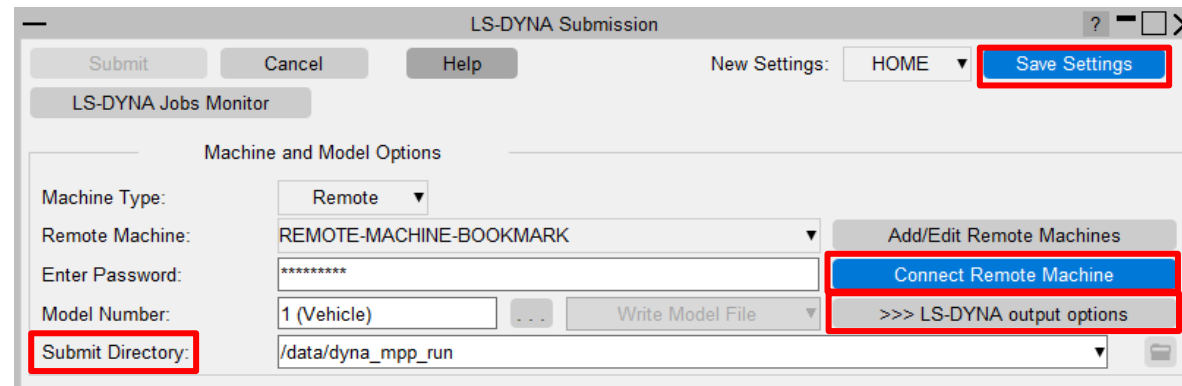 LS-DYNA Submission ?
Submit Cancel Help New Settings: HOME Save Settings
LS-DYNA Jobs Monitor
Machine and Model Options
Machine Type: Remote
Remote Machine: REMOTE-MACHINE-BOOKMARK Add/Edit Remote Machines
Enter Password: ********* Connect Remote Machine
Model Number: 1 (Vehicle) ... Write Model File >>> LS-DYNA output options
Submit Directory: /data/dyna_mpp_run